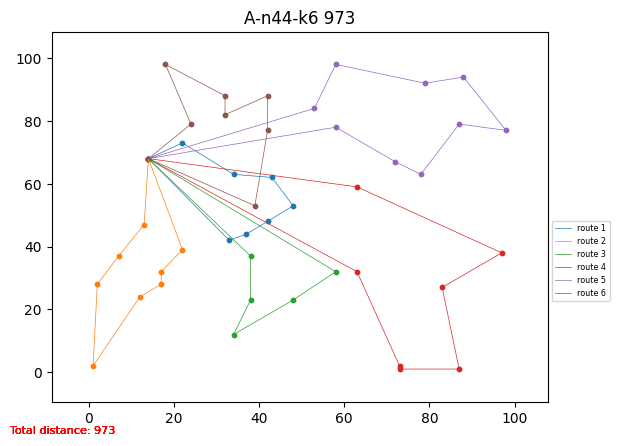 A-n44-k6 973
100
80
60
40
20
0
0 20 40 60 80 100
route 1
route 2
route 3
route 4
route 5
route 6
Total distance: 973